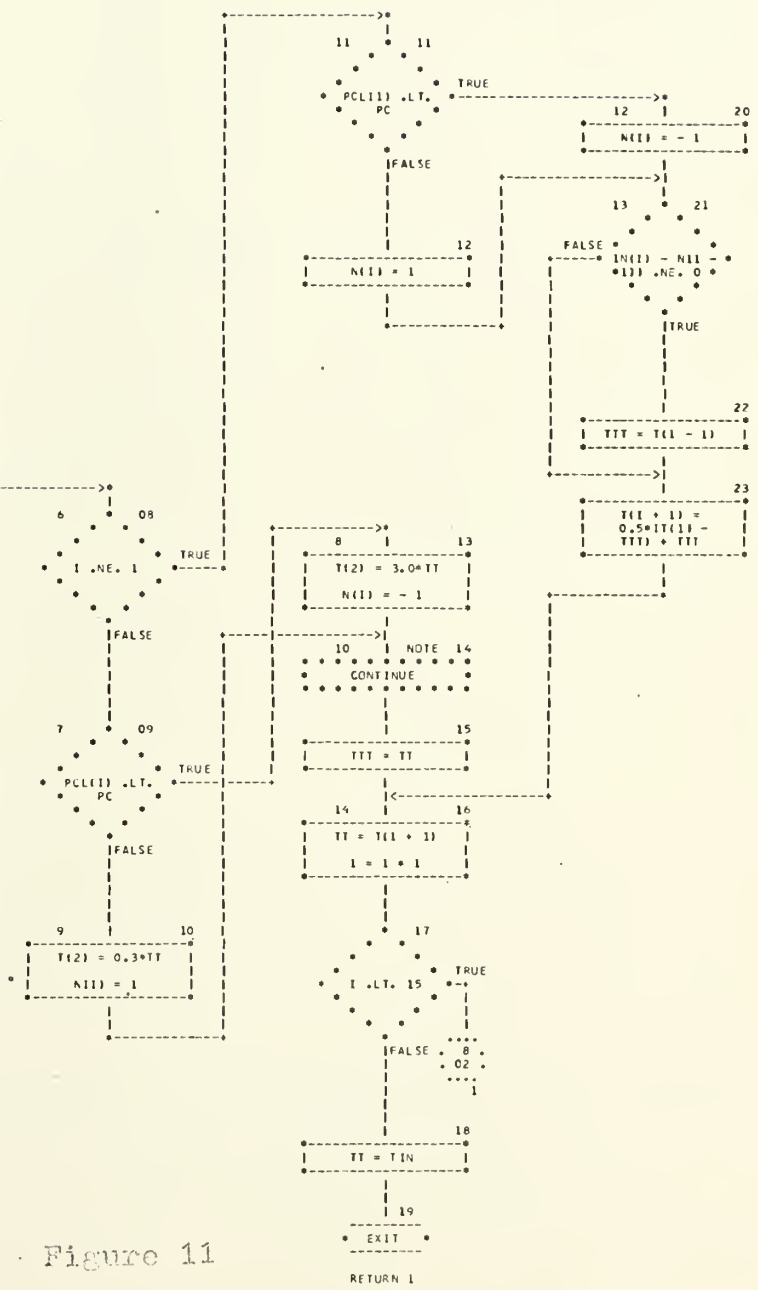 11 11
PCL(I) .LT. TRUE
PC
FALSE
12 20
N(I) = - 1
12
N(I) = 1
13 21
FALSE
IN(I) - N(I -
1)) .NE. 0
TRUE
22
TTT = T(I - 1)
23
T(I + 1) =
0.5*(T(I) -
TTT) + TTT
6 08
I .NE. 1 TRUE
FALSE
8 13
T(2) = 3.0*TT
N(I) = - 1
10 NOTE 14
CONTINUE
15
TTT = TT
7 09
PCL(I) .LT. TRUE
PC
FALSE
14 16
TT = T(I + 1)
I = I + 1
9 10
T(2) = 0.3*TT
N(I) = 1
17
I .LT. 15 TRUE
FALSE
8
02
1
18
TT = TIN
19
EXIT
RETURN 1
Figure 11